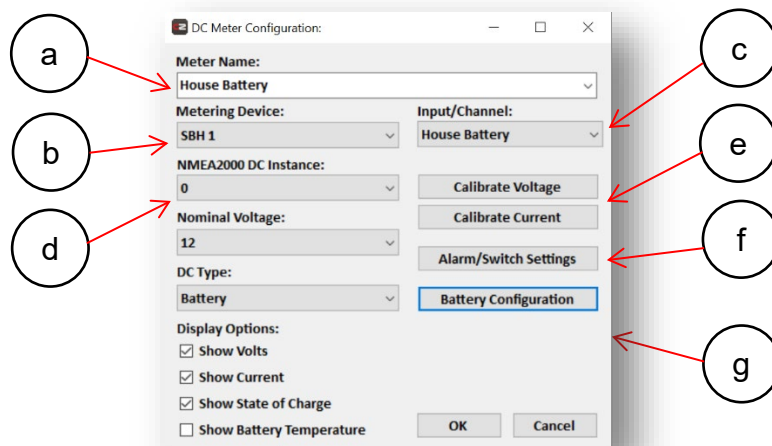 DC Meter Configuration:
a
Meter Name:
House Battery
c
Metering Device:
Input/Channel:
b
SBH 1
House Battery
NMEA2000 DC Instance:
e
0
Calibrate Voltage
d
Nominal Voltage:
Calibrate Current
12
f
Alarm/Switch Settings
DC Type:
Battery
Battery Configuration
Display Options:
Show Volts
g
Show Current
Show State of Charge
Show Battery Temperature
OK
Cancel